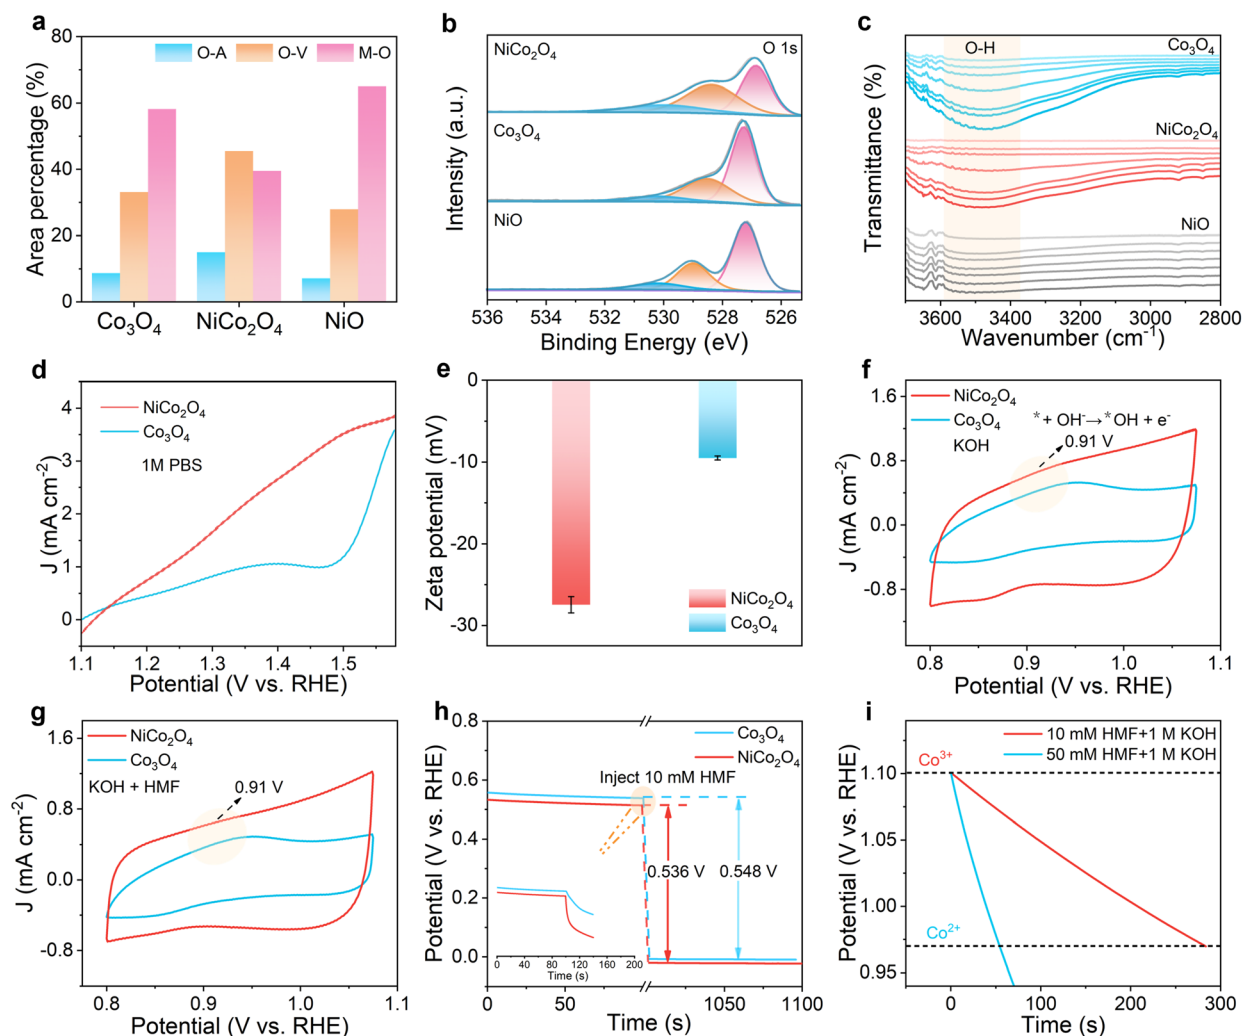 a
80
60
40
20
0
Area percentage (%)
O-A O-V M-O
Co₃O₄ NiCo₂O₄ NiO
b
NiCo₂O₄
O 1s
Co₃O₄
NiO
Intensity (a.u.)
536 534 532 530 528 526
Binding Energy (eV)
c
O-H
Co₃O₄
NiCo₂O₄
NiO
Transmittance (%)
3600 3400 3200 3000 2800
Wavenumber (cm⁻¹)
d
4
3
2
1
0
J (mA cm⁻²)
NiCo₂O₄
Co₃O₄
1M PBS
1.1 1.2 1.3 1.4 1.5
Potential (V vs. RHE)
e
0
-10
-20
-30
Zeta potential (mV)
NiCo₂O₄
Co₃O₄
f
1.6
0.8
0.0
-0.8
J (mA cm⁻²)
NiCo₂O₄
Co₃O₄
KOH
* + OH⁻→*OH + e⁻
0.91 V
0.8 0.9 1.0 1.1
Potential (V vs. RHE)
g
1.6
0.8
0.0
-0.8
J (mA cm⁻²)
NiCo₂O₄
Co₃O₄
KOH + HMF
0.91 V
0.8 0.9 1.0 1.1
Potential (V vs. RHE)
h
0.8
0.6
0.4
0.2
0.0
Potential (V vs. RHE)
Co₃O₄
NiCo₂O₄
Inject 10 mM HMF
0.536 V
0.548 V
0 40 80 120 160 200
Time (s)
0 50 1050 1100
Time (s)
i
1.10
1.05
1.00
0.95
Potential (V vs. RHE)
10 mM HMF+1 M KOH
50 mM HMF+1 M KOH
Co³⁺
Co²⁺
0 100 200 300
Time (s)